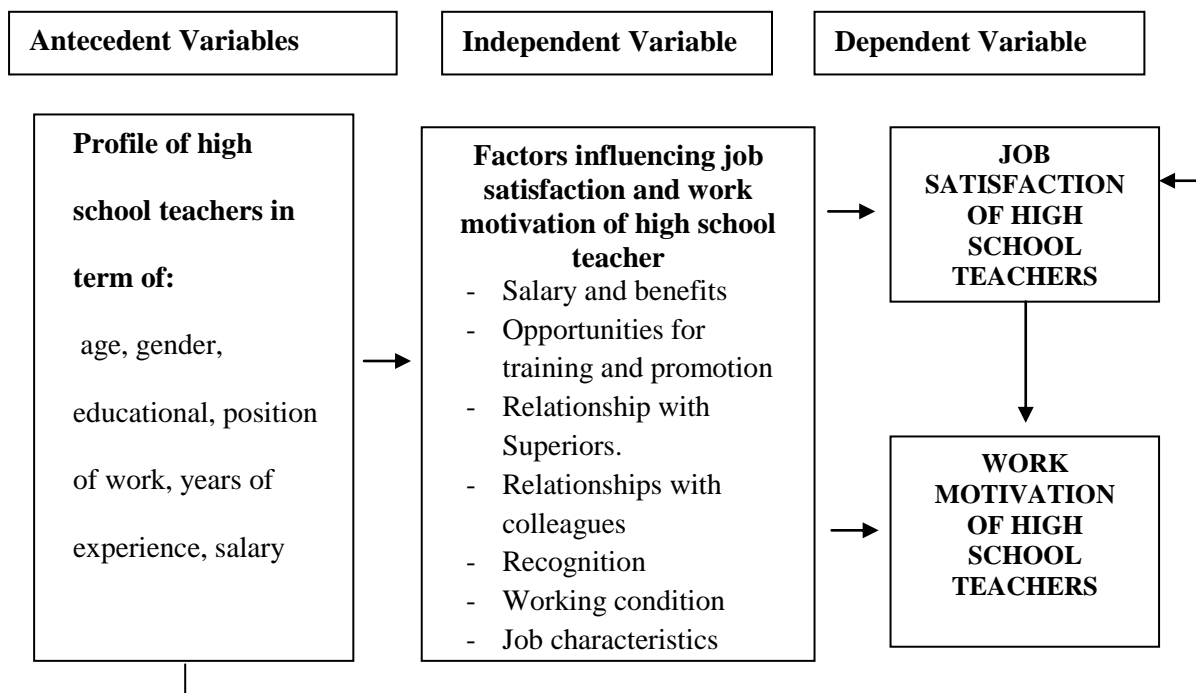 Antecedent Variables
Independent Variable
Dependent Variable
Profile of high
school teachers in
term of:
age, gender,
educational, position
of work, years of
experience, salary
Factors influencing job
satisfaction and work
motivation of high school
teacher
- Salary and benefits
- Opportunities for
training and promotion
- Relationship with
Superiors.
- Relationships with
colleagues
- Recognition
- Working condition
- Job characteristics
JOB
SATISFACTION
OF HIGH
SCHOOL
TEACHERS
WORK
MOTIVATION
OF HIGH
SCHOOL
TEACHERS